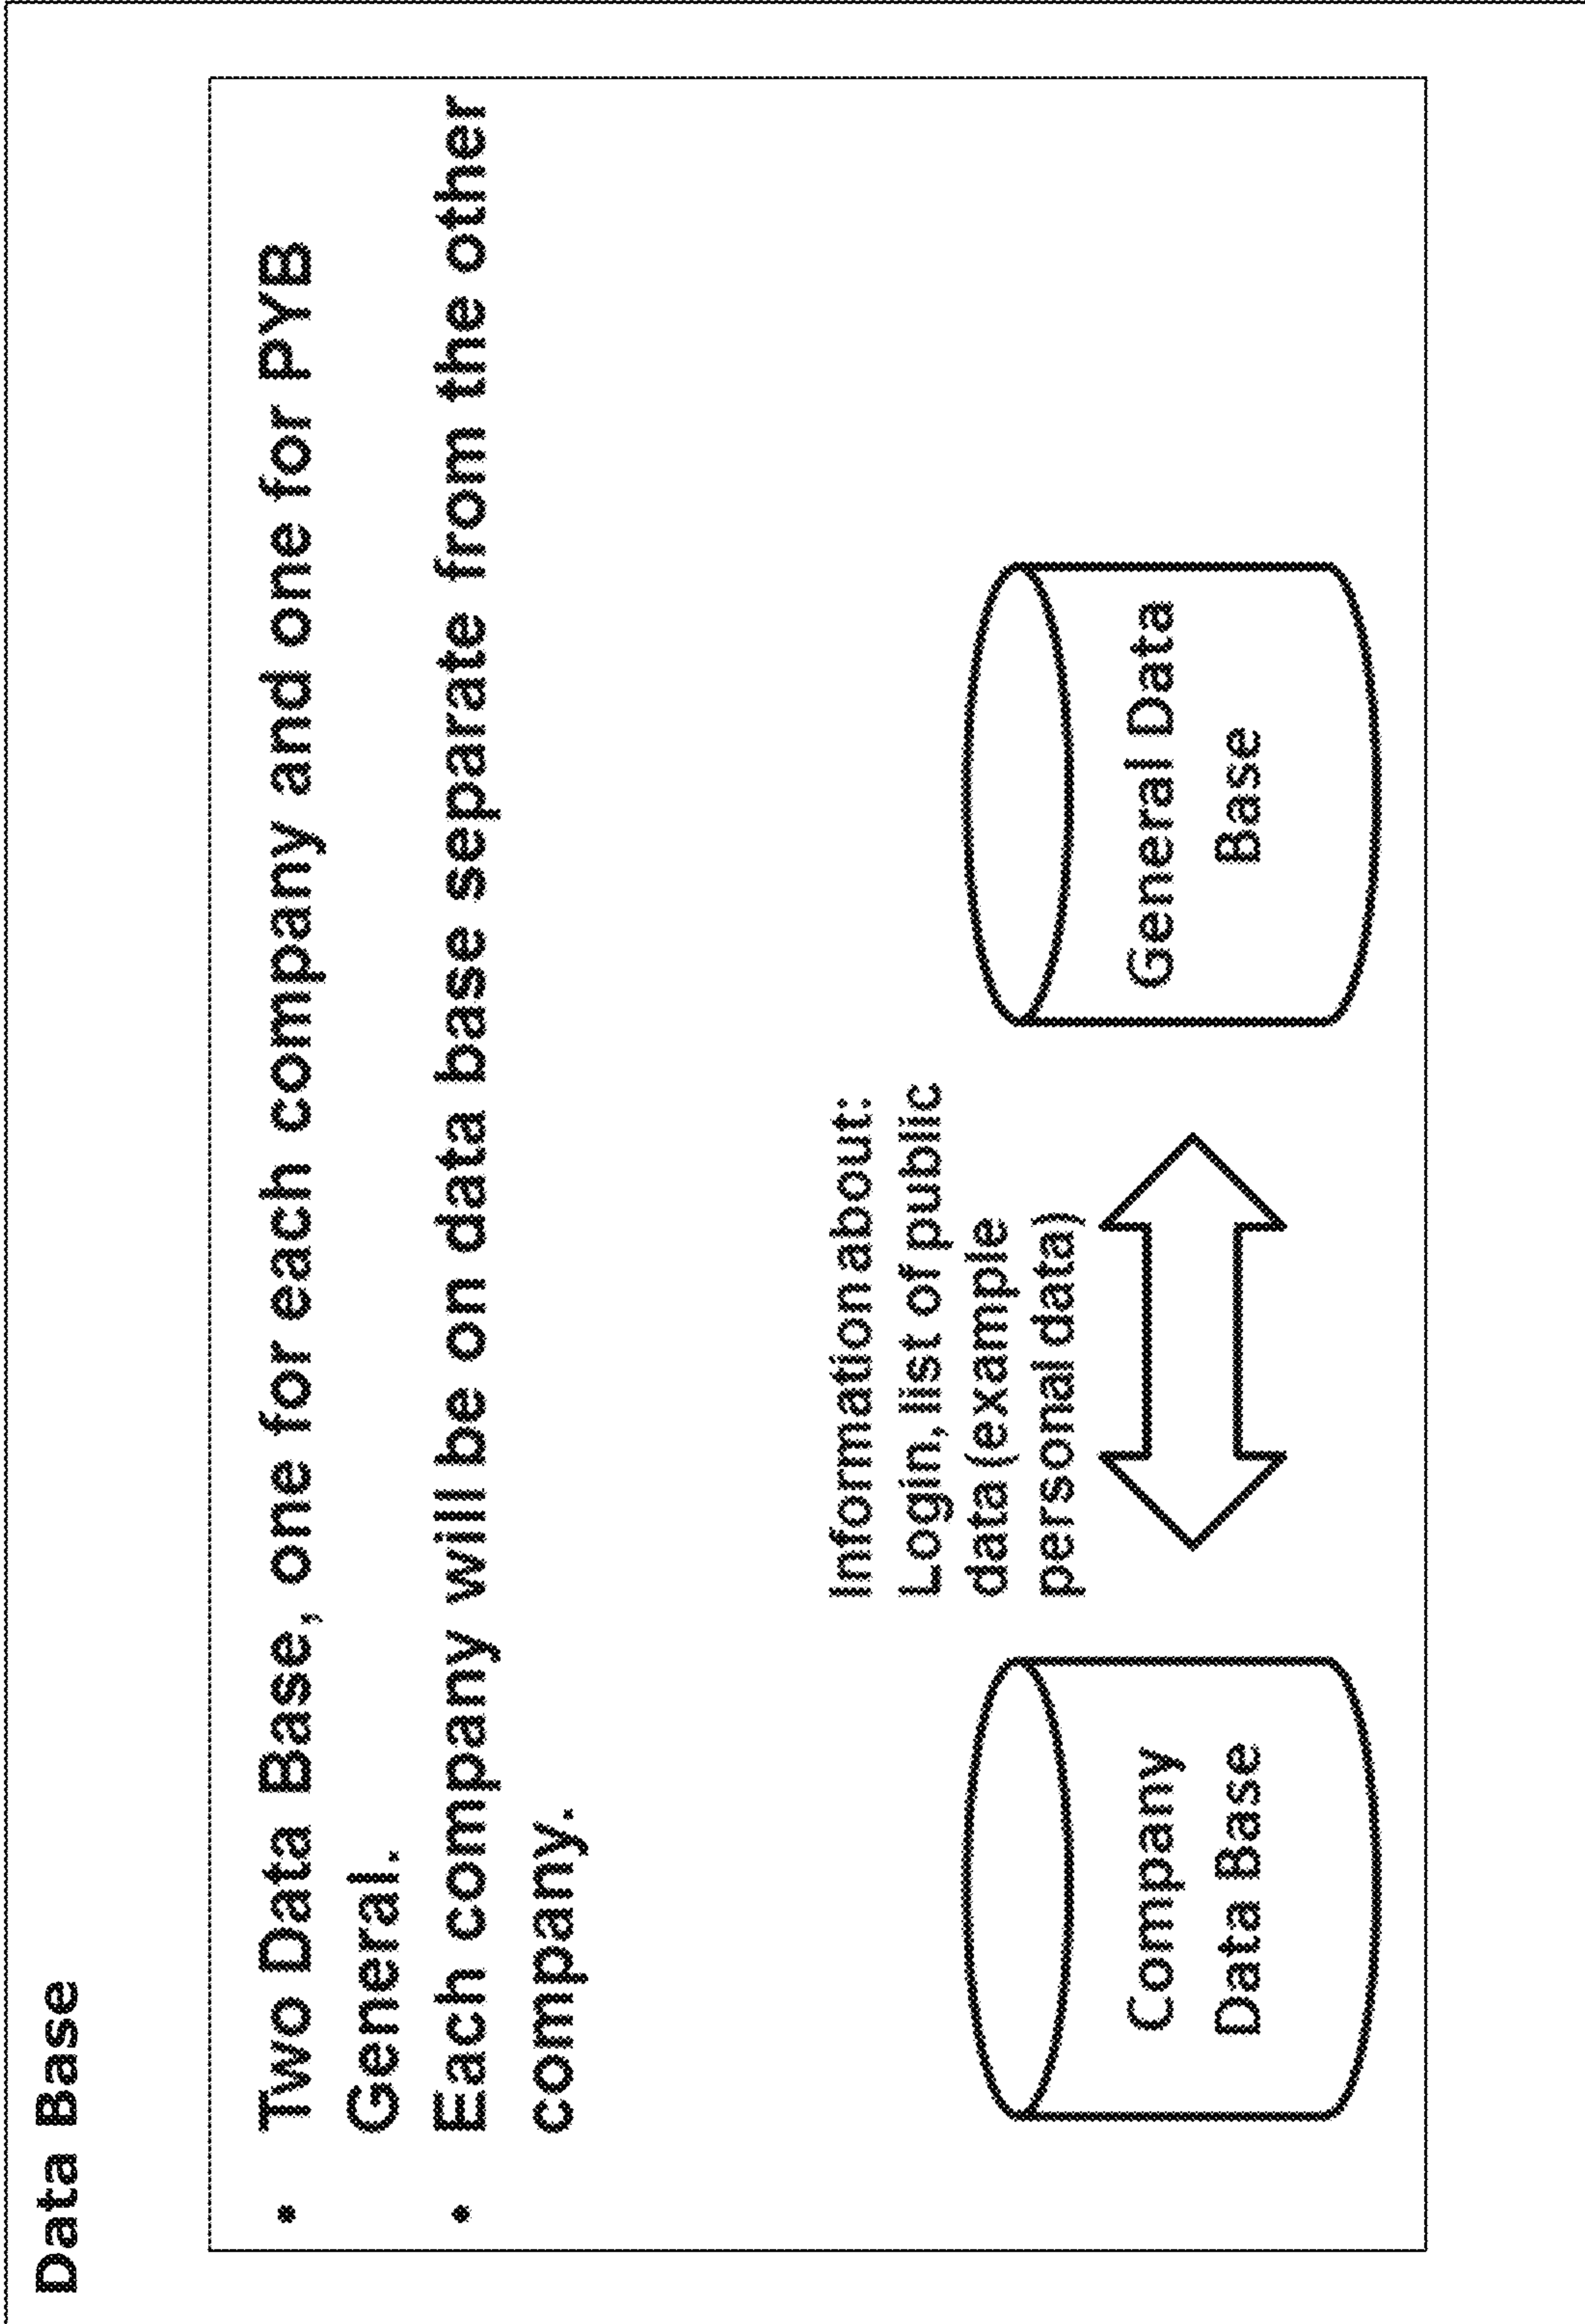 Data Base
• Two Data Base, one for each company and one for PYB
General.
• Each company will be on data base separate from the other
company.
Information about:
Login, list of public
data (example
personal data)
Company
Data Base
General Data
Base